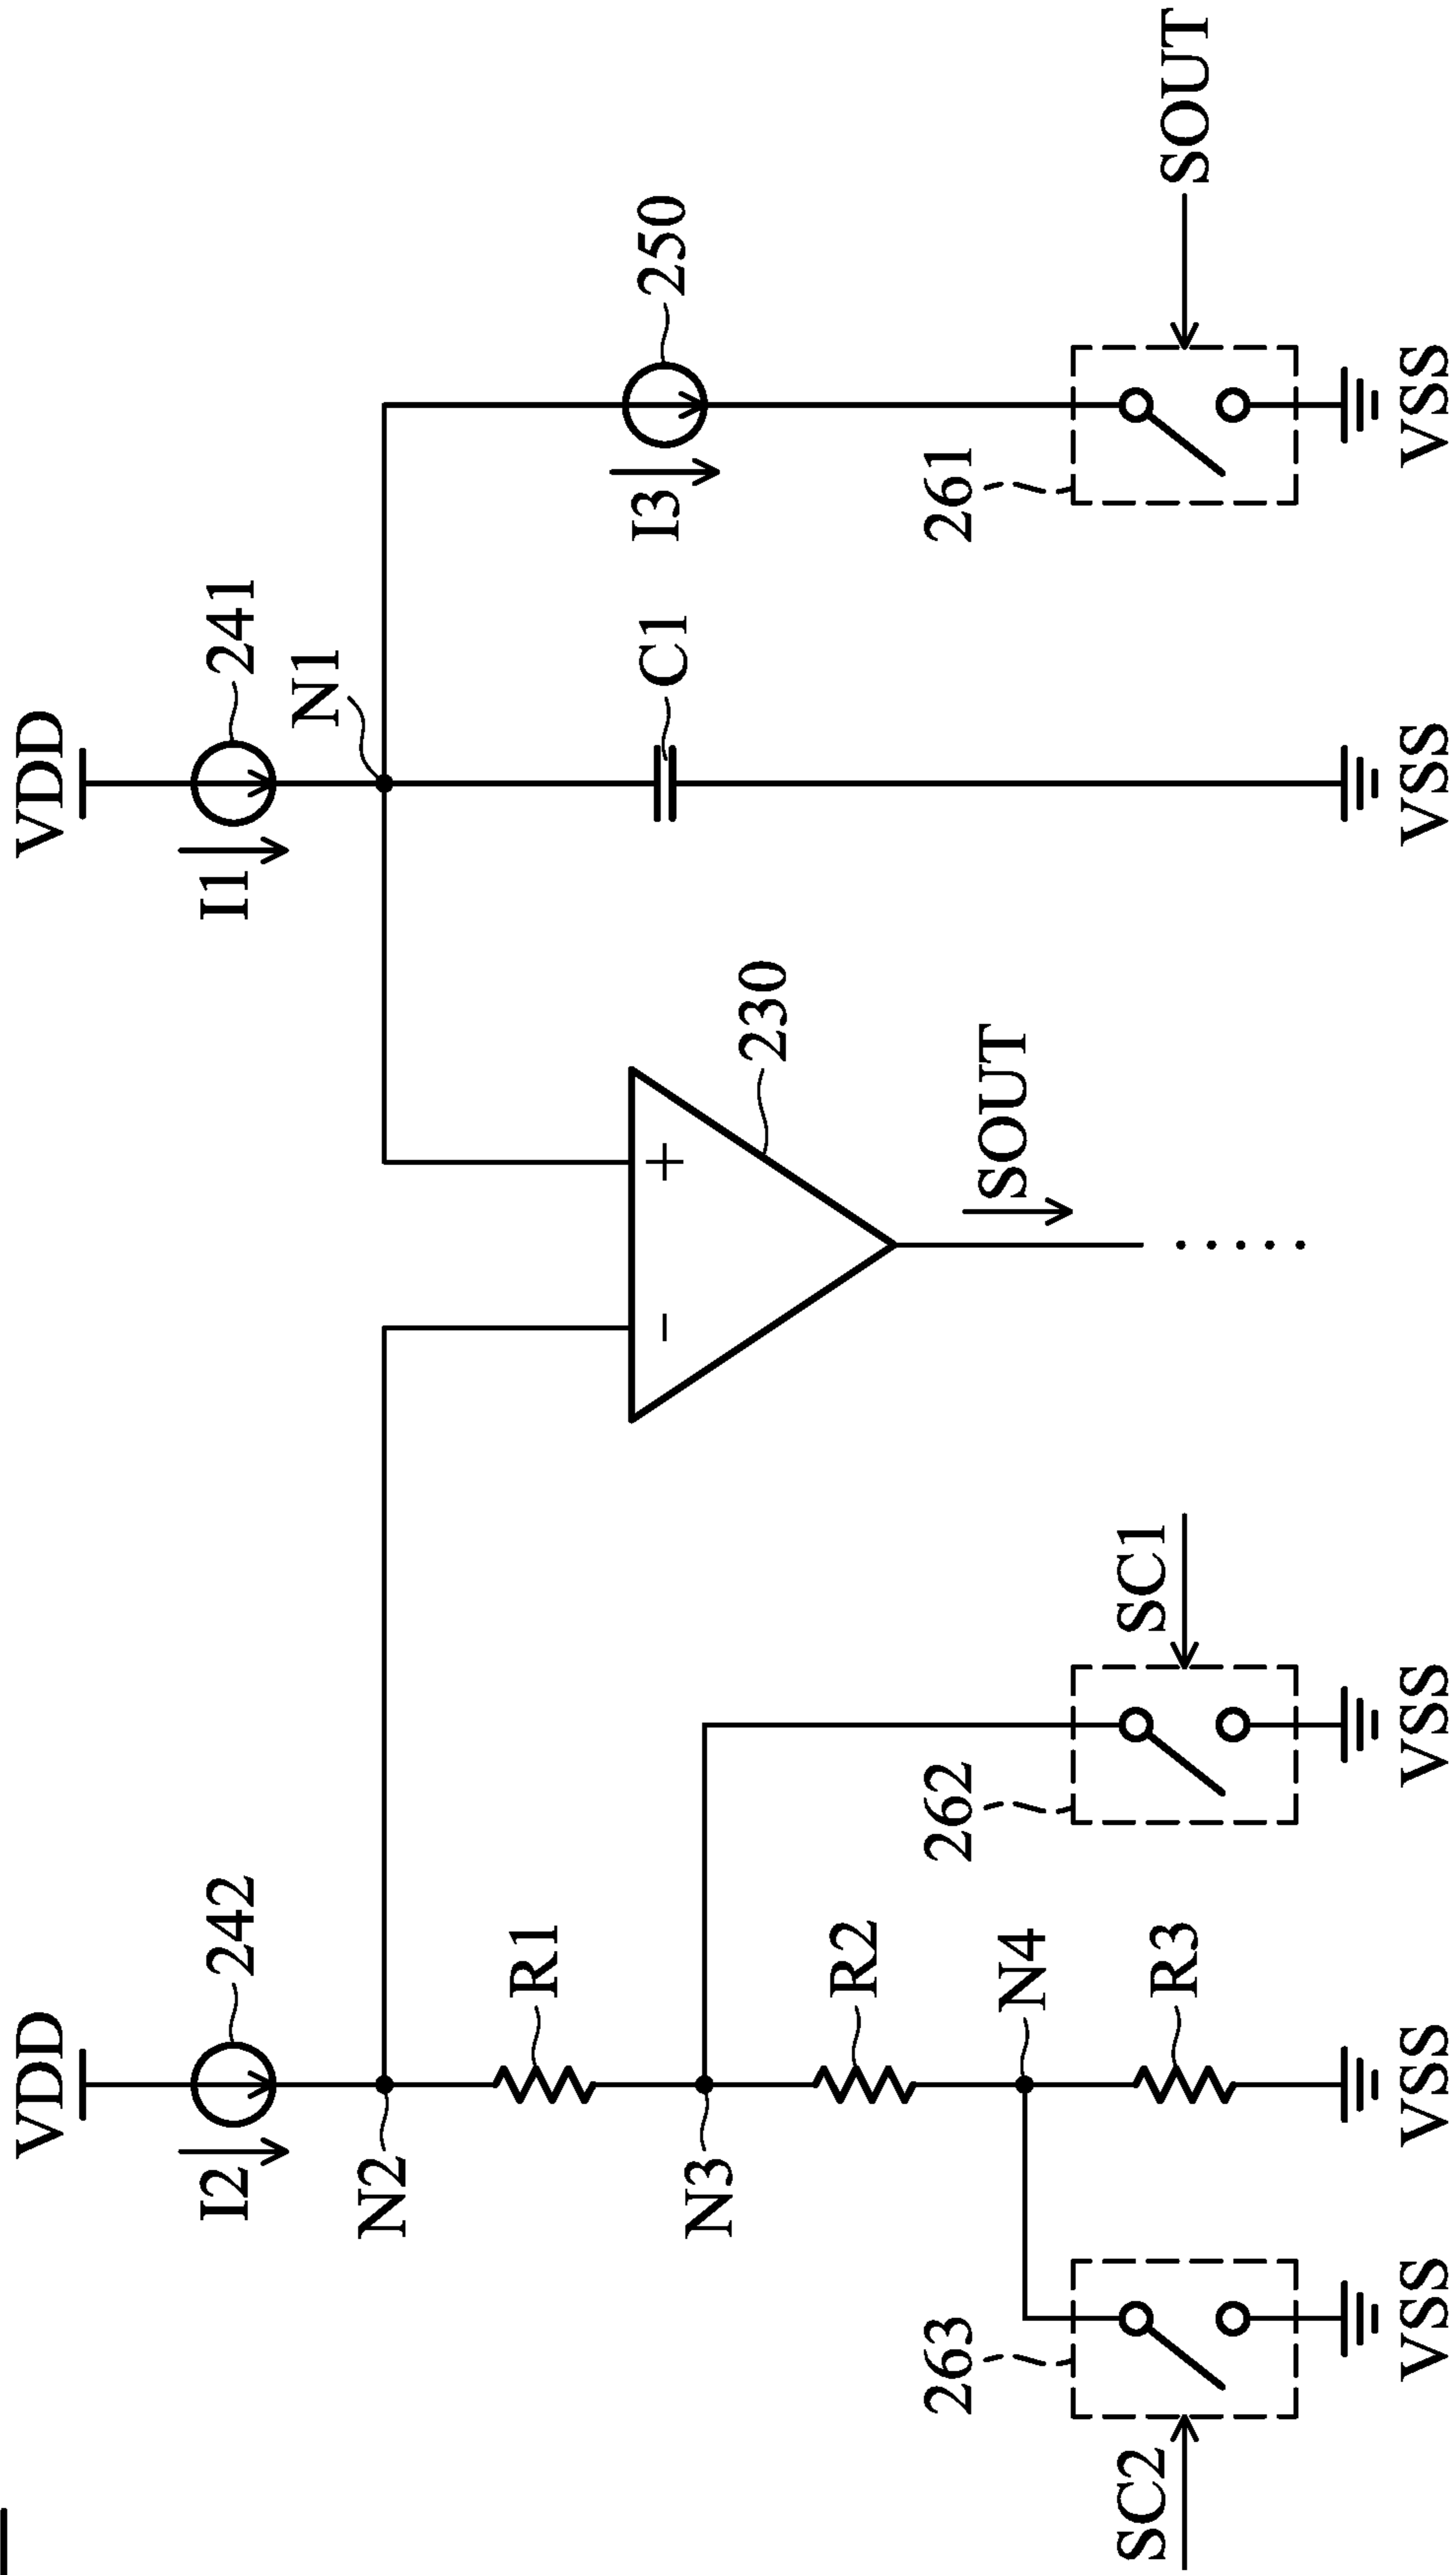 VDD
VDD
I2
242
I1
241
N2
N1
R1
N3
-
+
230
I3
250
C1
R2
N4
R3
SOUT
263
262
261
SC2
SC1
SOUT
VSS
VSS
VSS
VSS
VSS